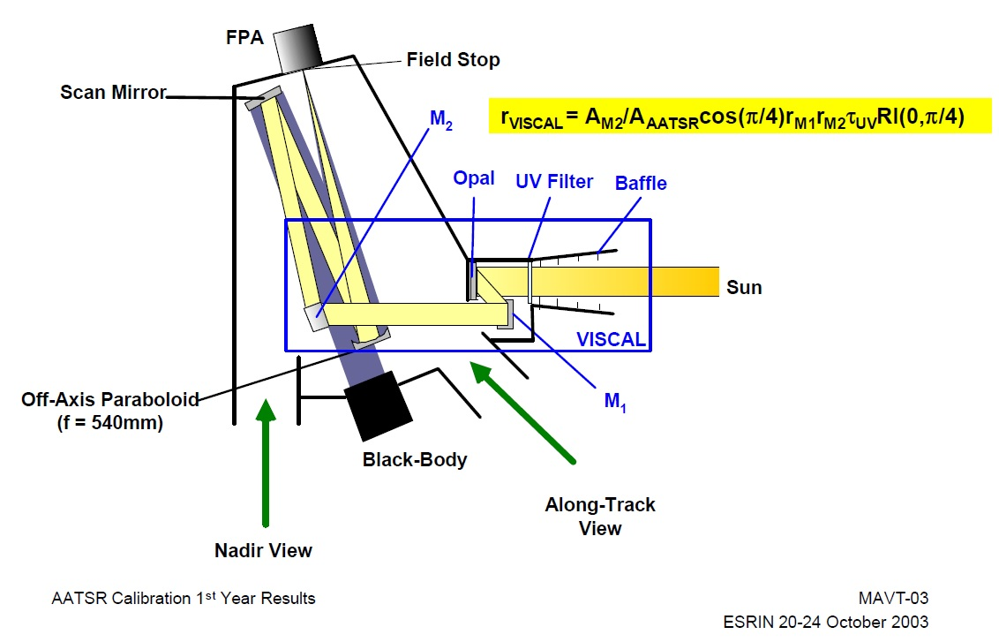 FPA
Field Stop
Scan Mirror
M2
rVISCAL = AM2/AAATSRcos(π/4)rM1rM2τUVRI(0,π/4)
Opal
UV Filter
Baffle
Sun
VISCAL
Off-Axis Paraboloid
(f = 540mm)
M1
Black-Body
Along-Track
View
Nadir View
AATSR Calibration 1st Year Results
MAVT-03
ESRIN 20-24 October 2003